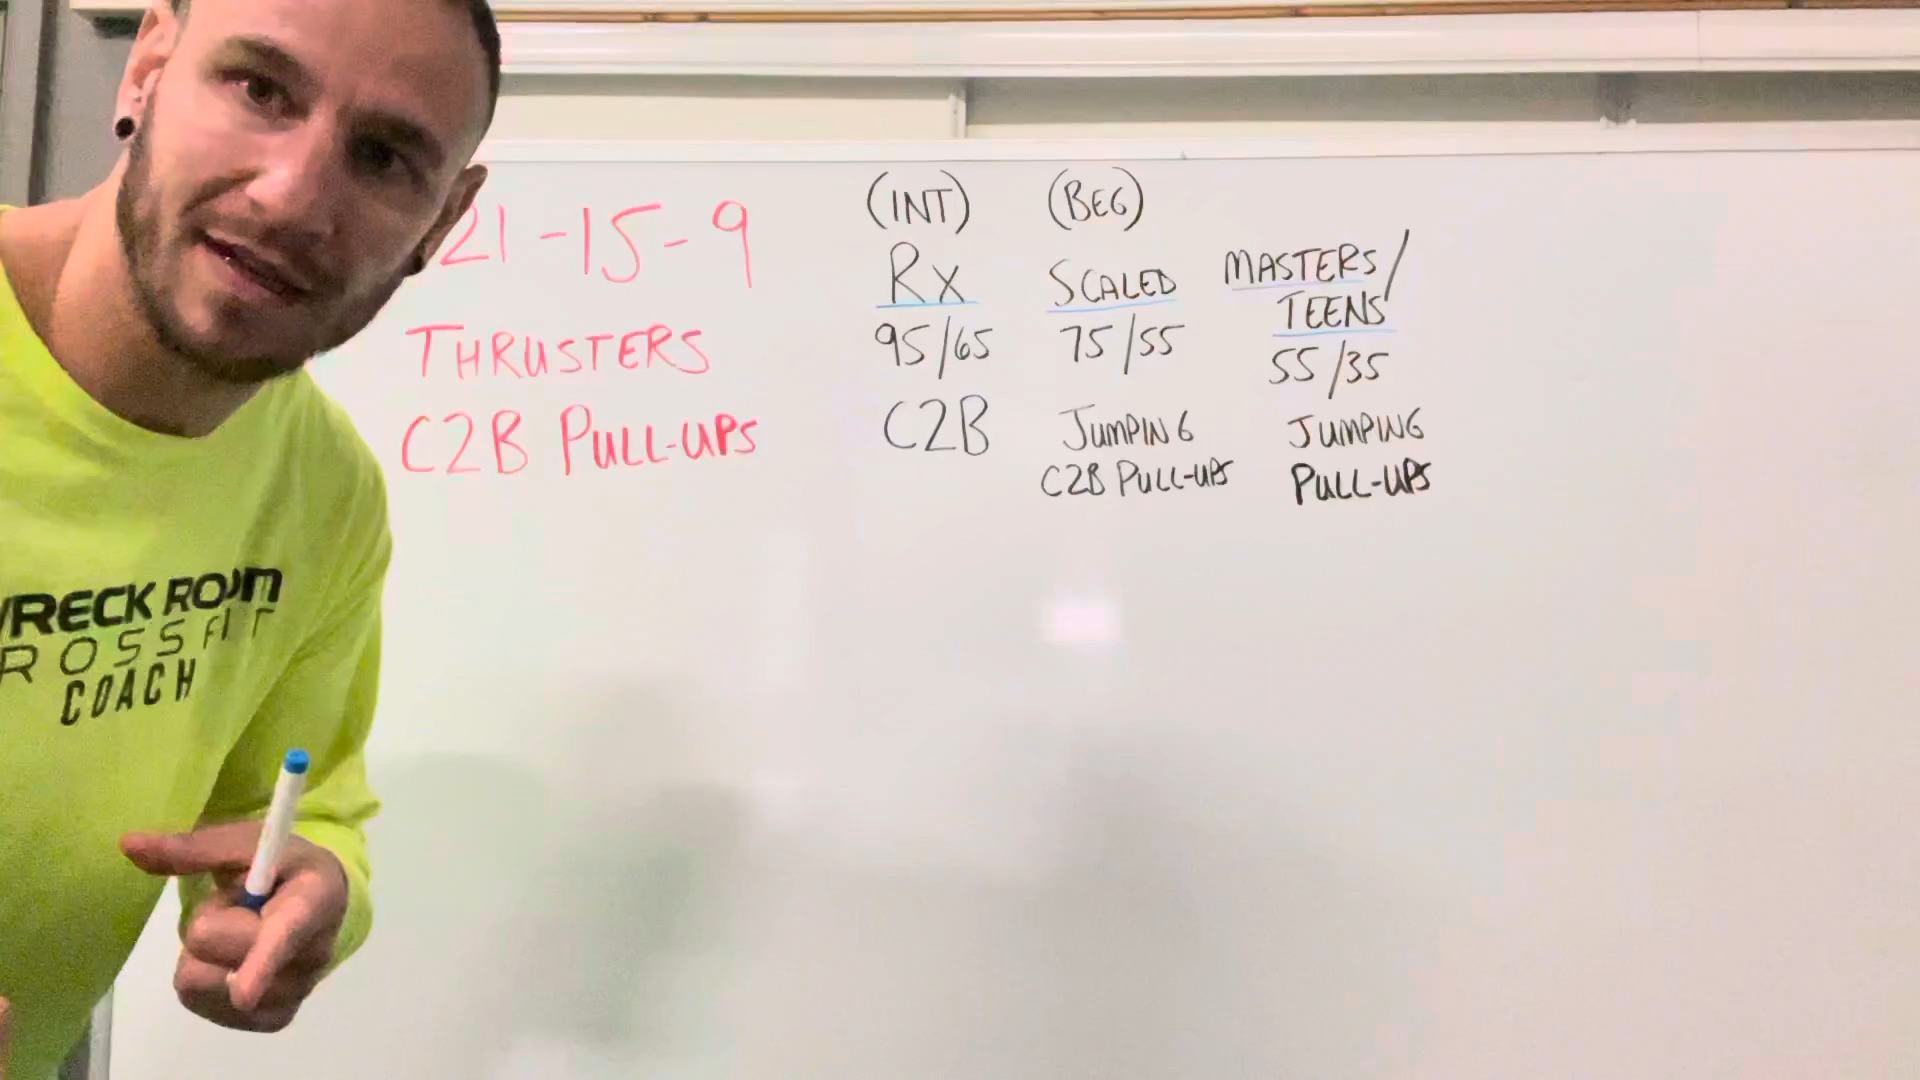 21-15-9
THRUSTERS
C2B PULL-UPS
(INT)
Rx
95/65
C2B
(BEG)
SCALED
75/55
JUMPING
C2B PULL-UPS
MASTERS/
TEENS
55/35
JUMPING
PULL-UPS
WRECK ROOM
ROSSFIT
COACH